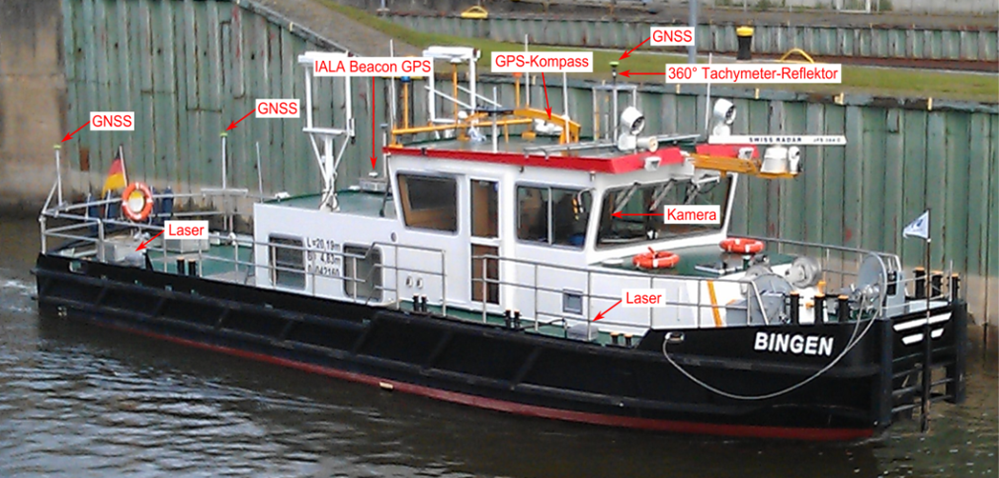 GNSS
IALA Beacon GPS
GPS-Kompass
360° Tachymeter-Reflektor
GNSS
GNSS
SWISS RADAR
Kamera
Laser
L=20,19m
4,63m
Laser
BINGEN